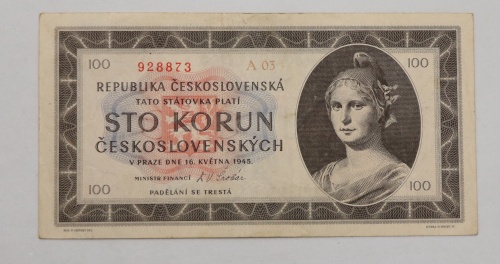 928873 A 03
100 100
REPUBLIKA ČESKOSLOVENSKÁ
TATO STÁTOVKA PLATÍ
STO KORUN
ČESKOSLOVENSKÝCH
V PRAZE DNE 16. KVĚTNA 1945.
MINISTR FINANCÍ
PADĚLÁNÍ SE TRESTÁ
100 100